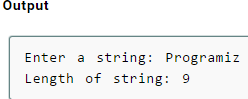 Output
Enter a string: Programiz
Length of string: 9